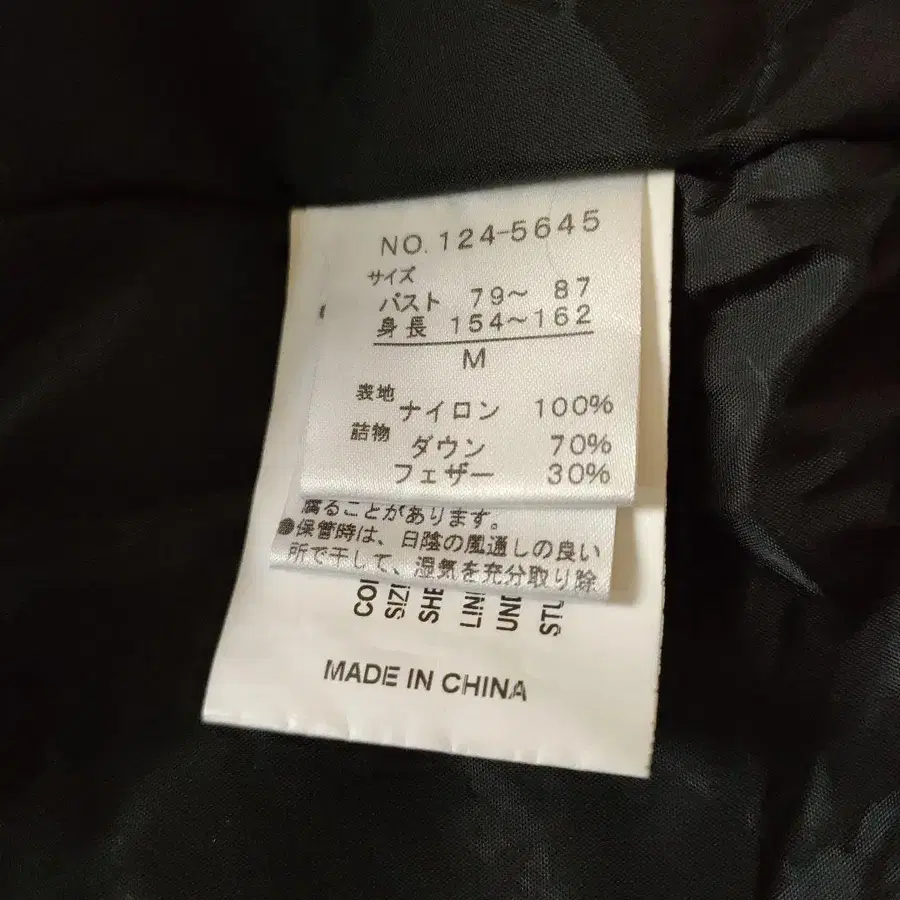 NO. 124-5645
サイズ
バスト 79～ 87
身長 154～162
M
表地 ナイロン 100%
詰物 ダウン 70%
フェザー 30%
腐ることがあります。
●保管時は、日陰の風通しの良い
所で干して、湿気を充分取り除
MADE IN CHINA